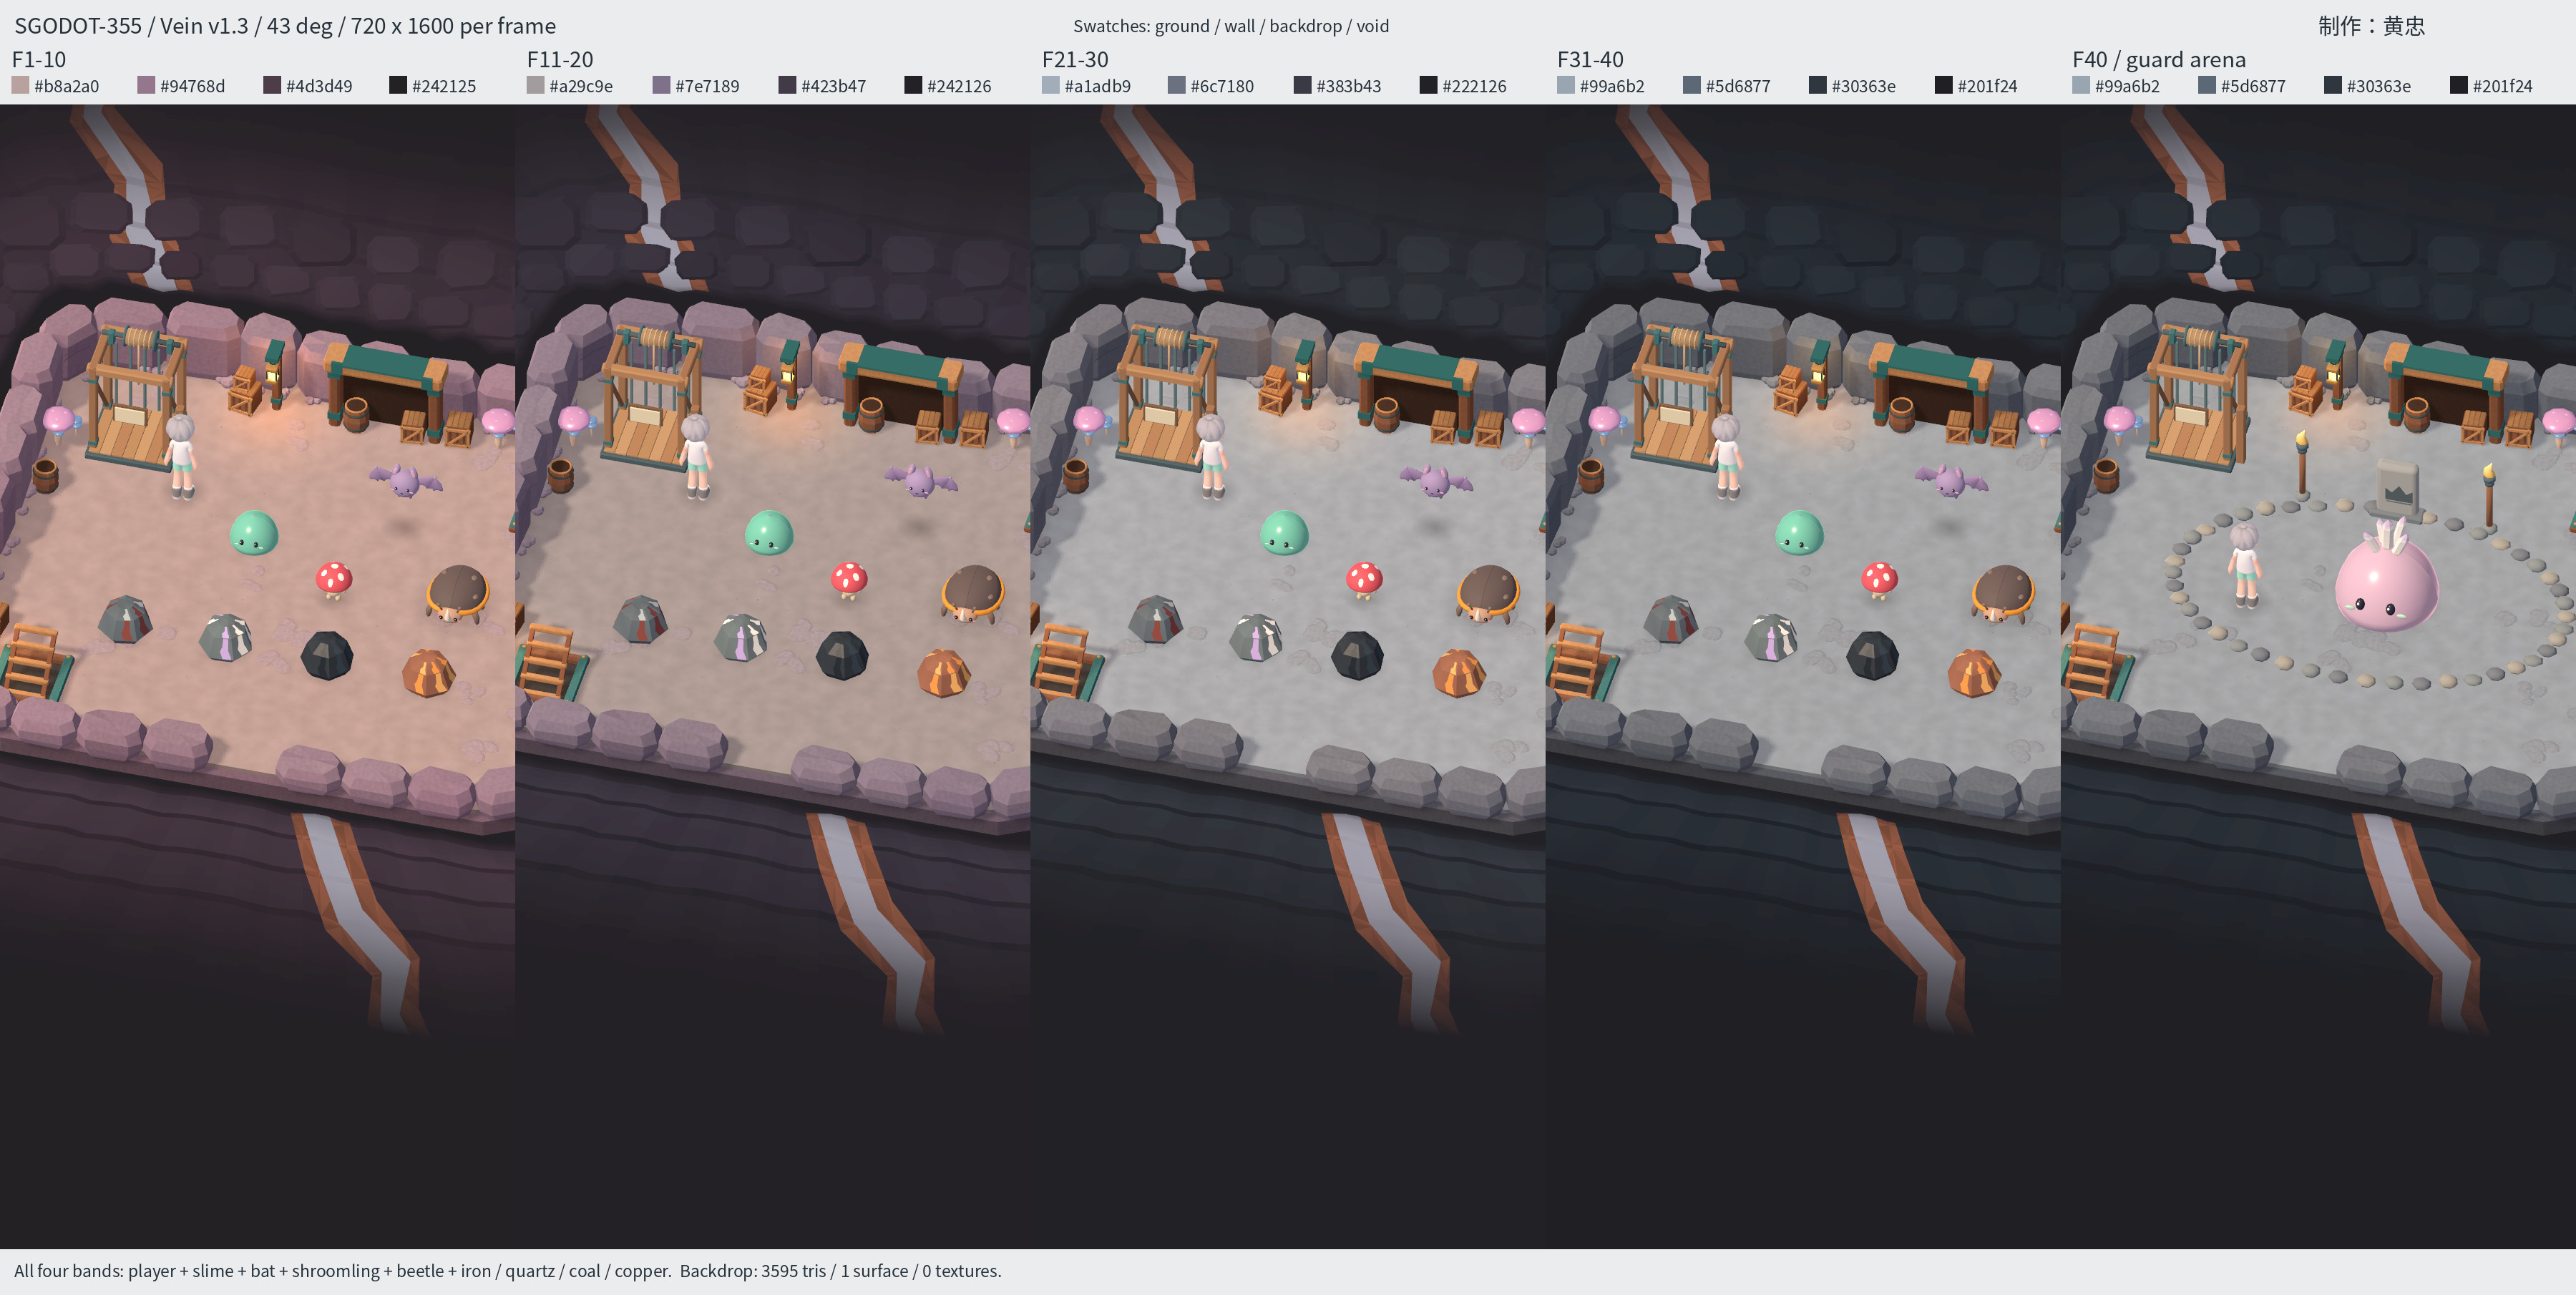 SGODOT-355 / Vein v1.3 / 43 deg / 720 x 1600 per frame
Swatches: ground / wall / backdrop / void
制作：黄忠
F1-10
#b8a2a0 #94768d #4d3d49 #242125
F11-20
#a29c9e #7e7189 #423b47 #242126
F21-30
#a1adb9 #6c7180 #383b43 #222126
F31-40
#99a6b2 #5d6877 #30363e #201f24
F40 / guard arena
#99a6b2 #5d6877 #30363e #201f24
All four bands: player + slime + bat + shroomling + beetle + iron / quartz / coal / copper. Backdrop: 3595 tris / 1 surface / 0 textures.